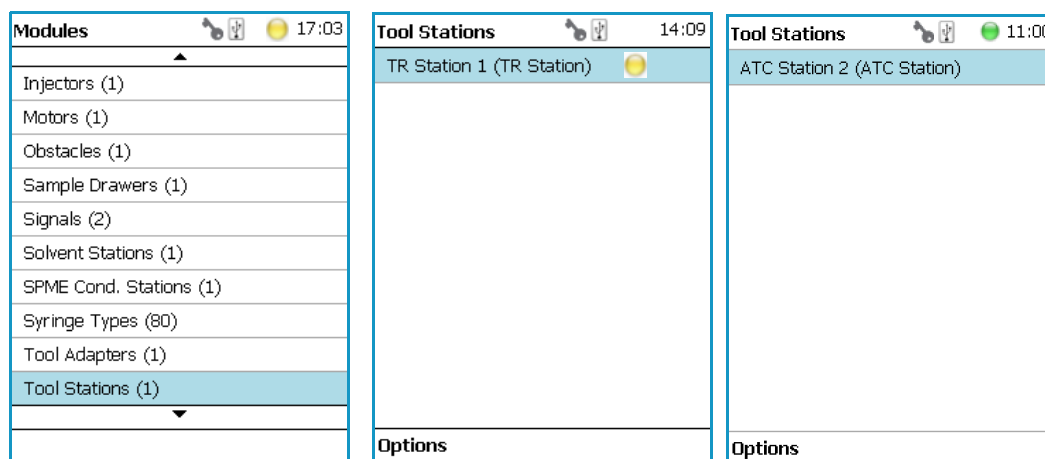 Modules 17:03
Injectors (1)
Motors (1)
Obstacles (1)
Sample Drawers (1)
Signals (2)
Solvent Stations (1)
SPME Cond. Stations (1)
Syringe Types (80)
Tool Adapters (1)
Tool Stations (1)
Tool Stations 14:09
TR Station 1 (TR Station)
Options
Tool Stations 11:00
ATC Station 2 (ATC Station)
Options